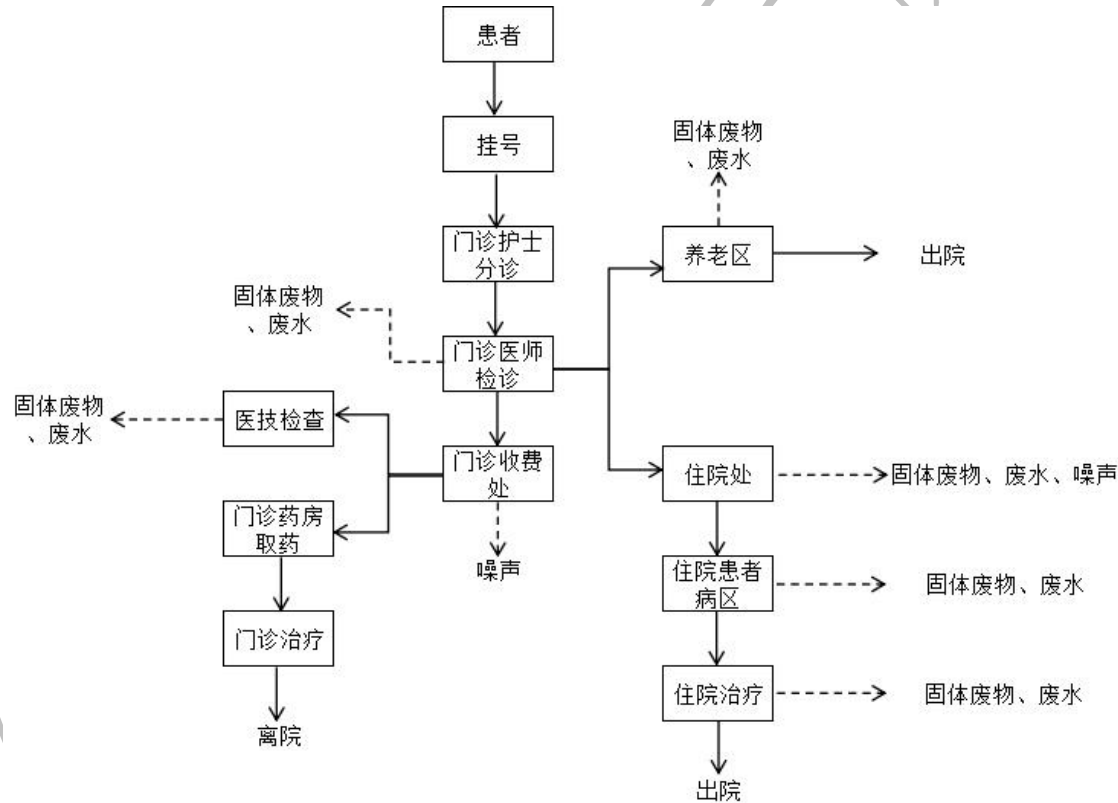 患者
挂号
固体废物
、废水
门诊护士
分诊
养老区
出院
固体废物
、废水
门诊医师
检诊
固体废物
、废水
医技检查
门诊收费
处
住院处
固体废物、废水、噪声
门诊药房
取药
噪声
住院患者
病区
固体废物、废水
门诊治疗
住院治疗
固体废物、废水
离院
出院